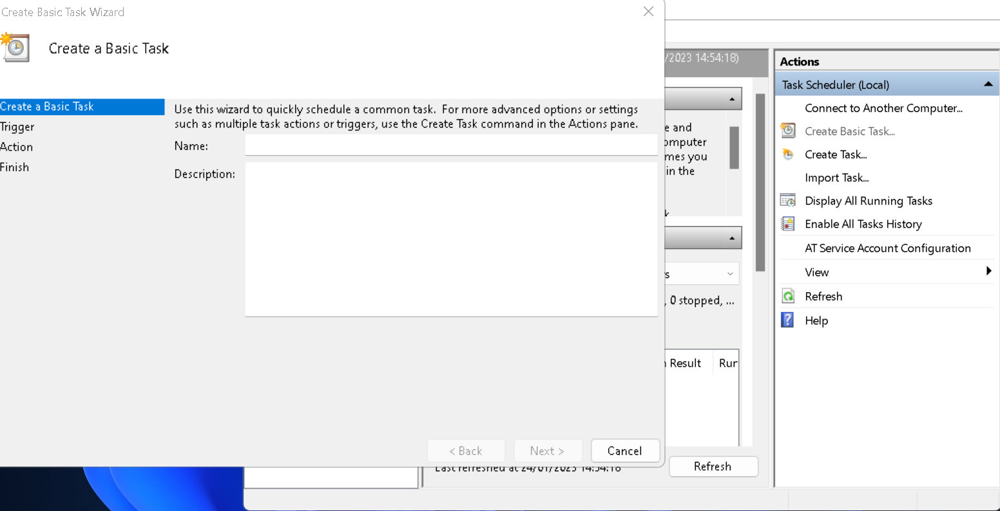 Create Basic Task Wizard
Create a Basic Task
Create a Basic Task
Trigger
Action
Finish
Use this wizard to quickly schedule a common task. For more advanced options or settings
such as multiple task actions or triggers, use the Create Task command in the Actions pane.
Name:
Description:
< Back
Next >
Cancel
/2023 14:54:18)
e and
omputer
mes you
in the
k
s
, 0 stopped, ...
Result
Run
Last refreshed at 24/01/2023 14:54:18
Refresh
Actions
Task Scheduler (Local)
Connect to Another Computer...
Create Basic Task...
Create Task...
Import Task...
Display All Running Tasks
Enable All Tasks History
AT Service Account Configuration
View
Refresh
Help